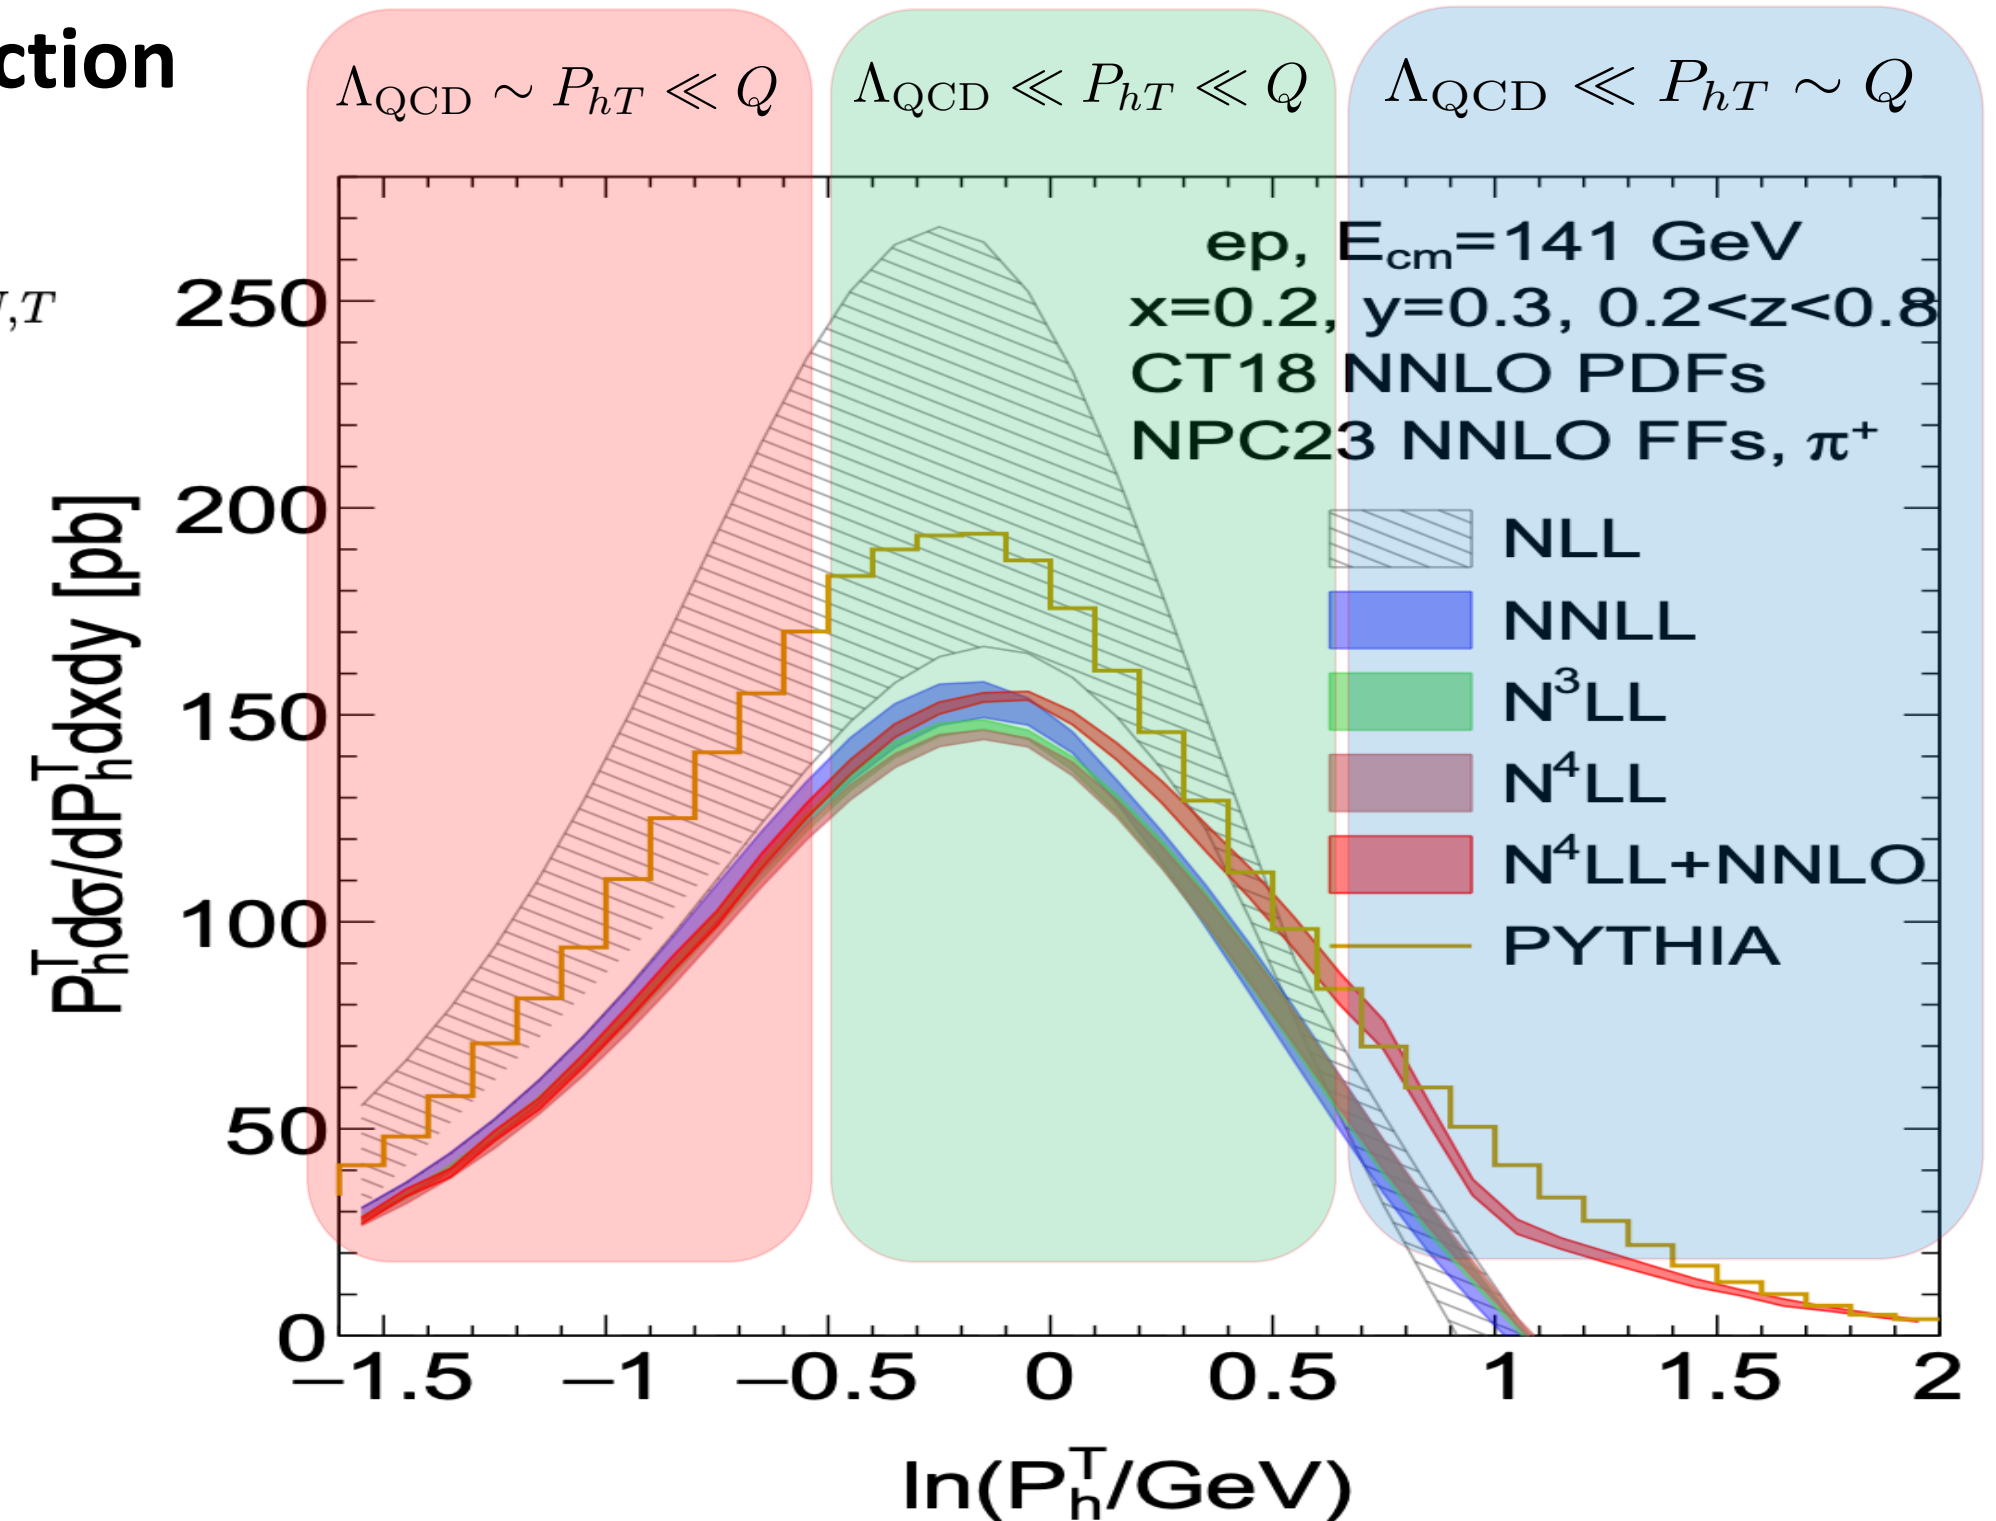 ction
Λ_QCD ∼ P_hT ≪ Q
Λ_QCD ≪ P_hT ≪ Q
Λ_QCD ≪ P_hT ∼ Q
,T
ep, E_cm=141 GeV
x=0.2, y=0.3, 0.2<z<0.8
CT18 NNLO PDFs
NPC23 NNLO FFs, π⁺
NLL
NNLL
N³LL
N⁴LL
N⁴LL+NNLO
PYTHIA
P_h^T dσ/dP_h^T dxdy [pb]
250
200
150
100
50
0
−1.5 −1 −0.5 0 0.5 1 1.5 2
ln(P_h^T/GeV)